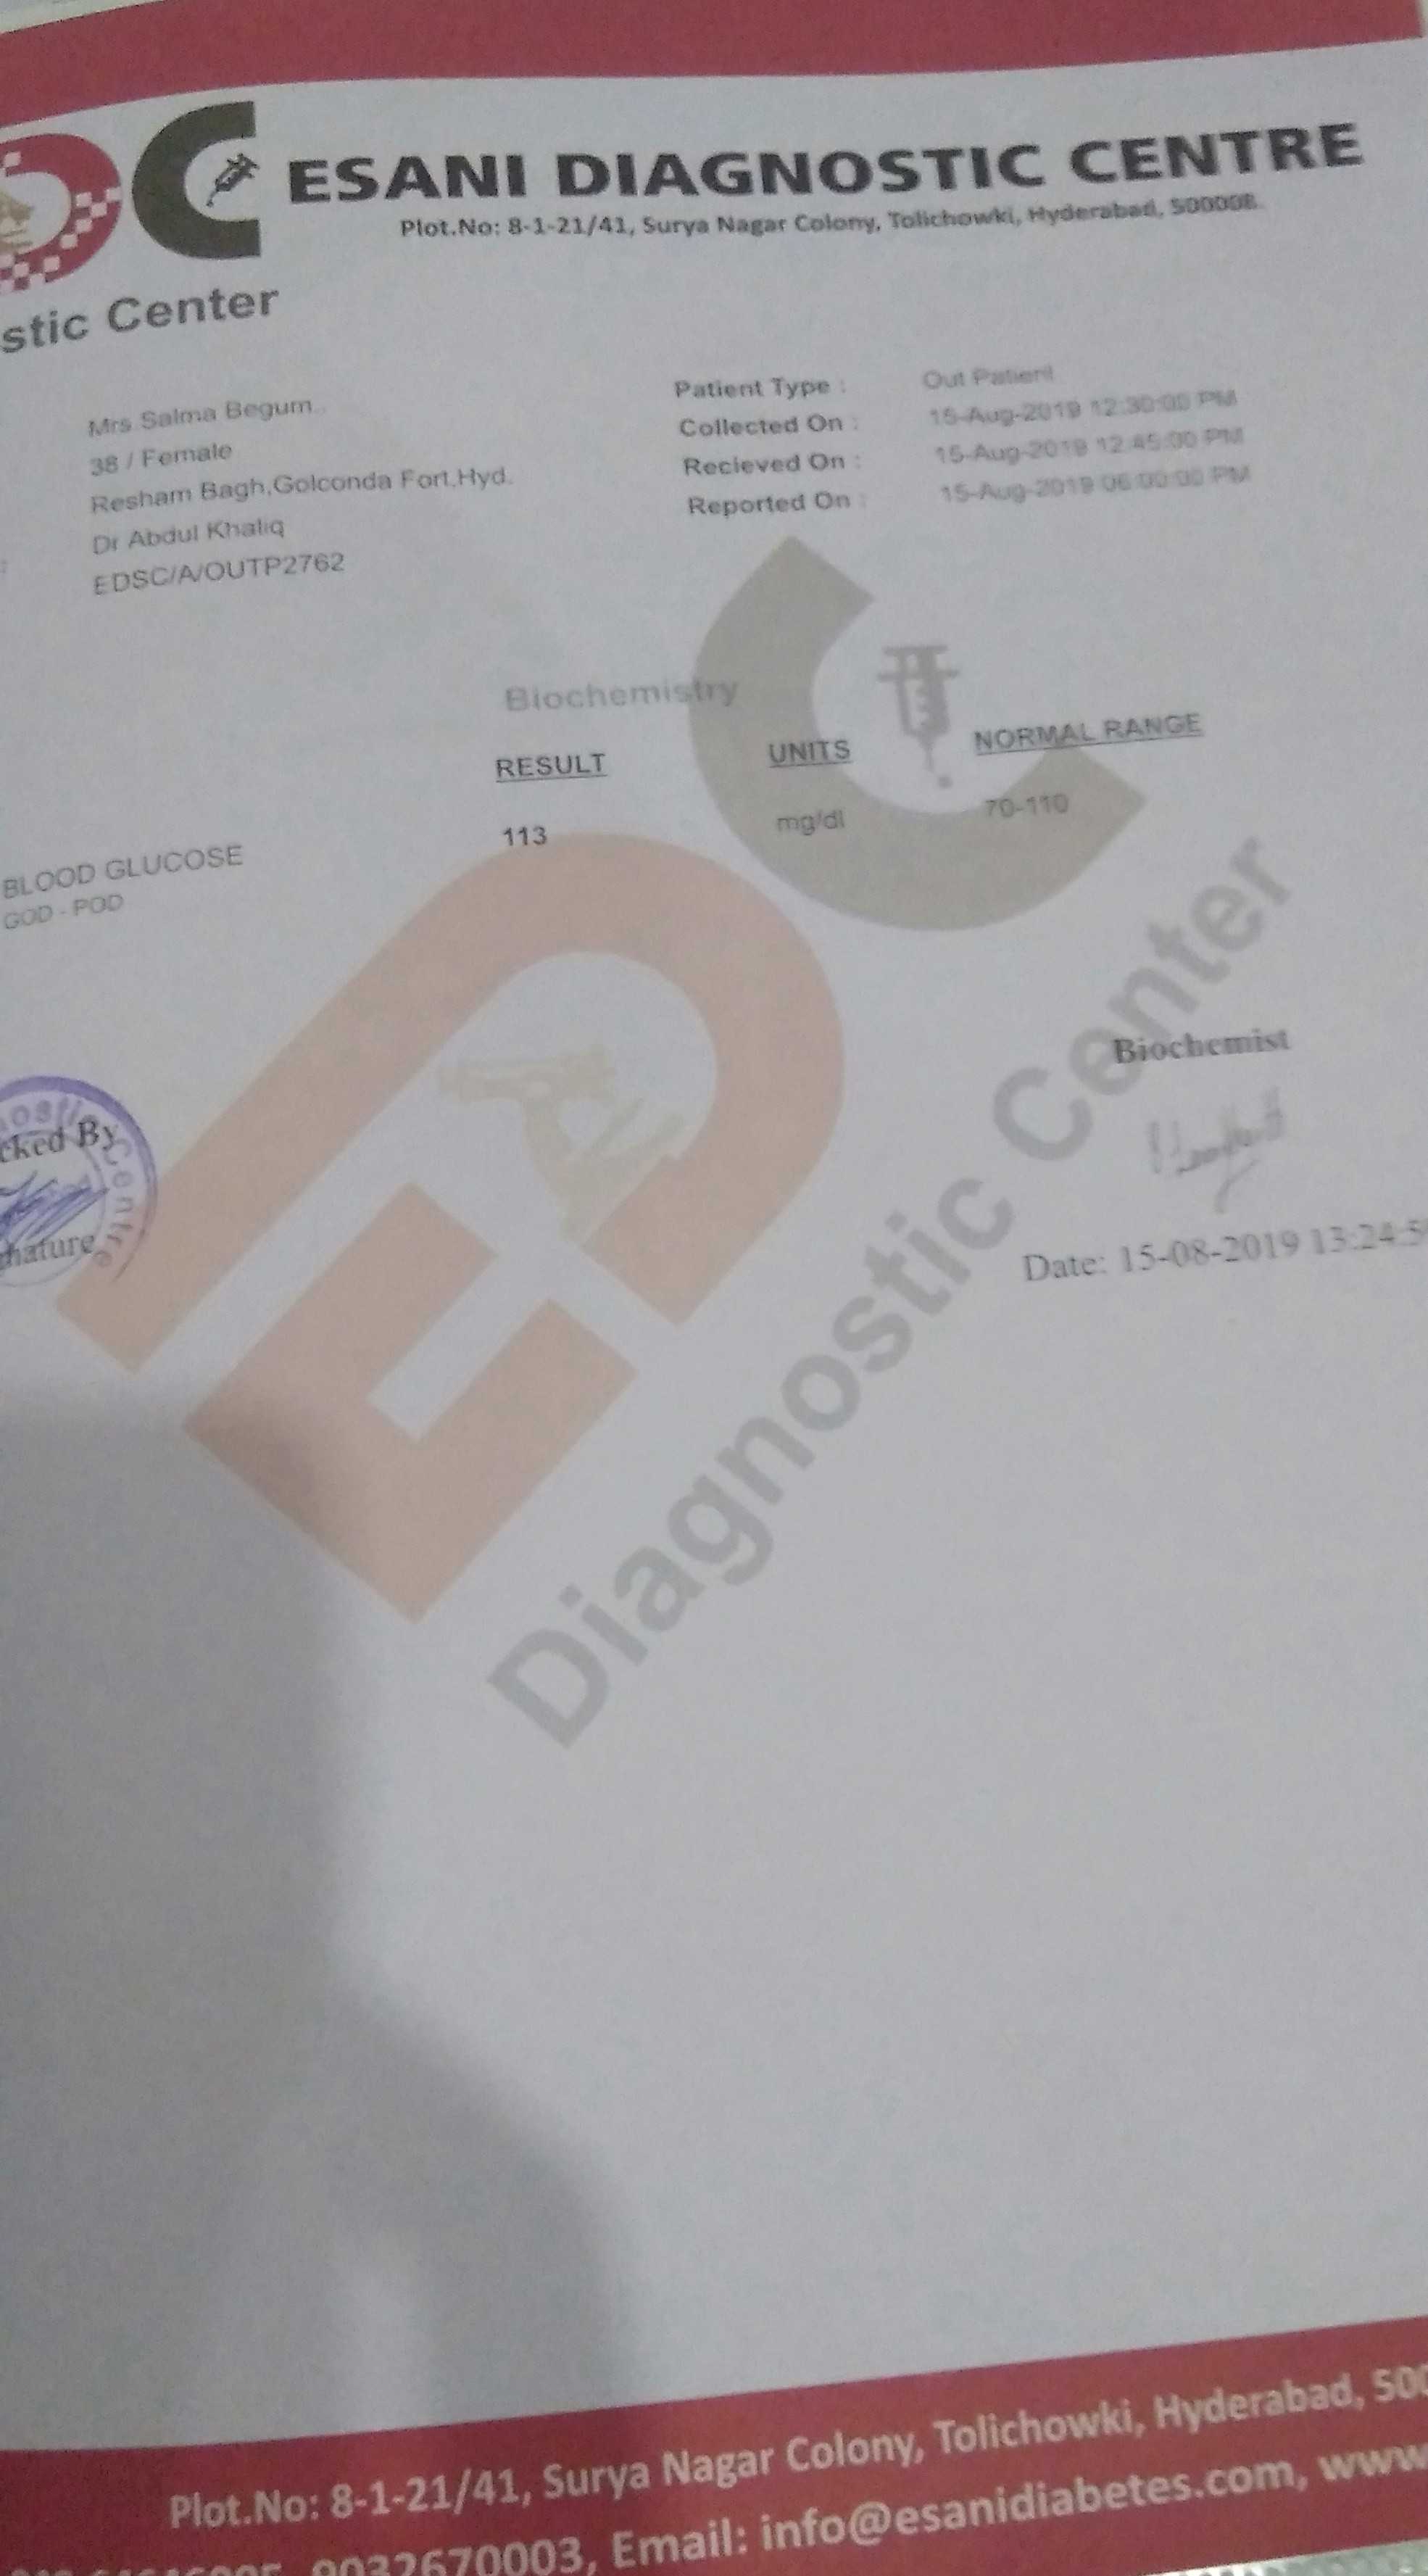 ESANI DIAGNOSTIC CENTRE
Plot.No: 8-1-21/41, Surya Nagar Colony, Tolichowki, Hyderabad, 500008.
stic Center
Mrs Salma Begum.
38 / Female
Resham Bagh,Golconda Fort,Hyd.
Dr Abdul Khaliq
EDSC/A/OUTP2762
Patient Type : Out Patient
Collected On : 15-Aug-2019 12:30:00 PM
Recieved On : 15-Aug-2019 12:45:00 PM
Reported On : 15-Aug-2019 06:00:00 PM
Biochemistry
RESULT UNITS NORMAL RANGE
BLOOD GLUCOSE 113 mg/dl 70-110
GOD - POD
EDC
Diagnostic Center
Biochemist
cked By
nature
Centre
Date: 15-08-2019 13:24:5
Plot.No: 8-1-21/41, Surya Nagar Colony, Tolichowki, Hyderabad, 500
9032670003, Email: info@esanidiabetes.com, www